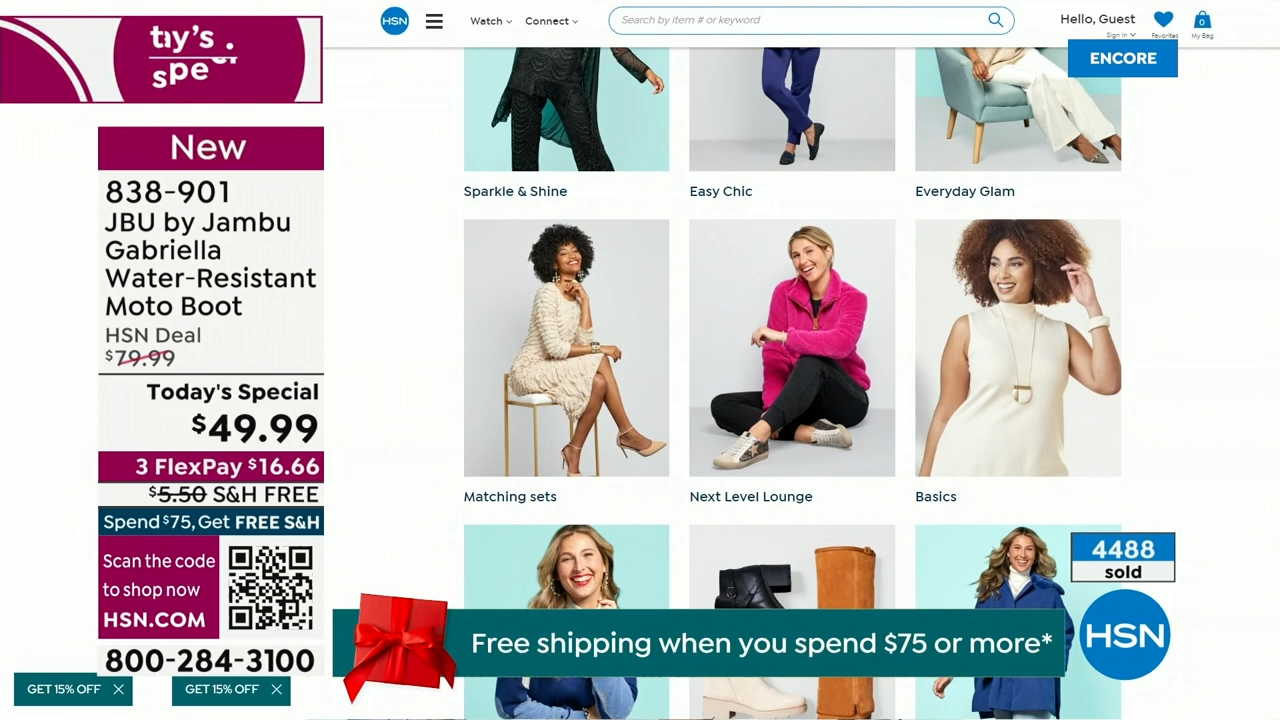 HSN
Watch
Connect
Search by item # or keyword
Hello, Guest
Sign In
Favorites
0
My Bag
ENCORE
New
838-901
JBU by Jambu
Gabriella
Water-Resistant
Moto Boot
HSN Deal
$79.99
Today's Special
$49.99
3 FlexPay $16.66
$5.50 S&H FREE
Spend $75, Get FREE S&H
Scan the code
to shop now
HSN.COM
800-284-3100
GET 15% OFF
GET 15% OFF
Sparkle & Shine
Easy Chic
Everyday Glam
Matching sets
Next Level Lounge
Basics
4488
sold
Free shipping when you spend $75 or more*
HSN